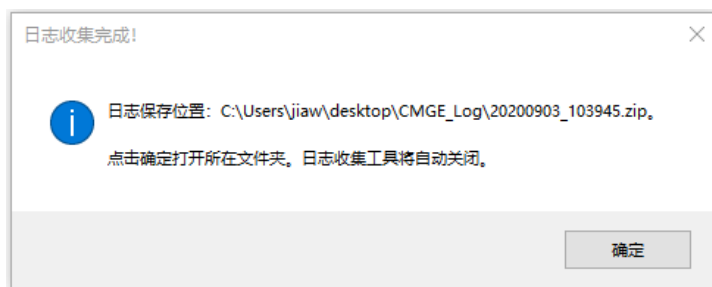 日志收集完成!
日志保存位置：C:\Users\jiaw\desktop\CMGE_Log\20200903_103945.zip。
点击确定打开所在文件夹。日志收集工具将自动关闭。
确定